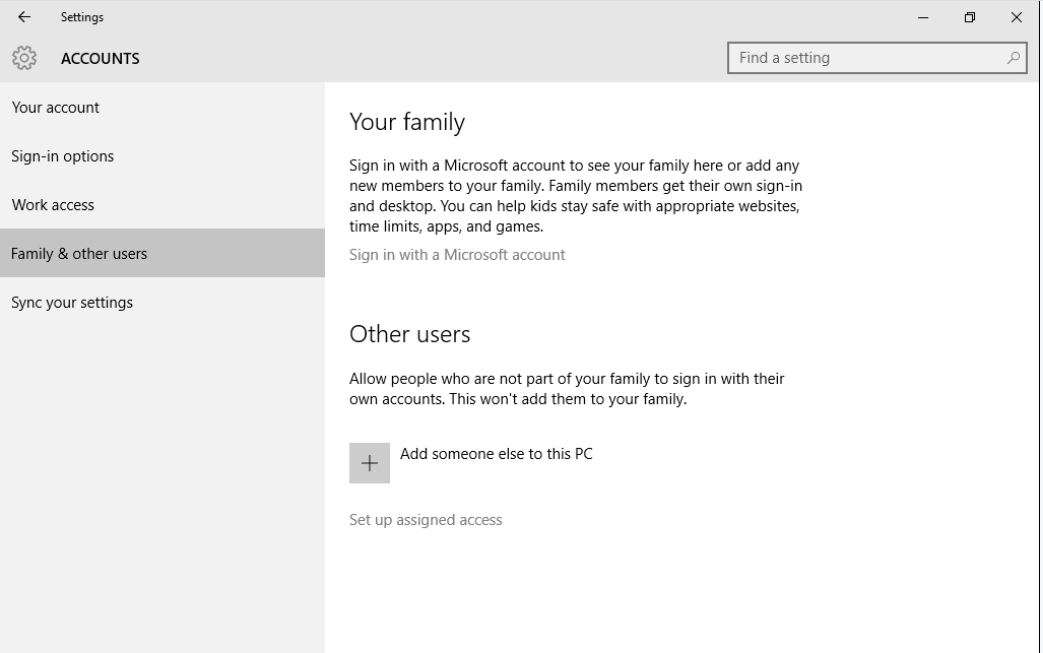 Settings
ACCOUNTS
Find a setting
Your account
Sign-in options
Work access
Family & other users
Sync your settings
Your family
Sign in with a Microsoft account to see your family here or add any
new members to your family. Family members get their own sign-in
and desktop. You can help kids stay safe with appropriate websites,
time limits, apps, and games.
Sign in with a Microsoft account
Other users
Allow people who are not part of your family to sign in with their
own accounts. This won't add them to your family.
Add someone else to this PC
Set up assigned access